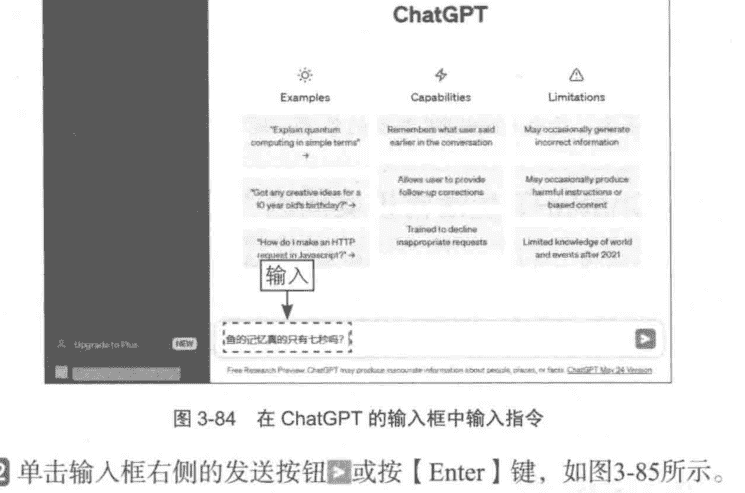 ChatGPT
Examples
Capabilities
Limitations
"Explain quantum
computing in simple terms"
→
Remembers what user said
earlier in the conversation
May occasionally generate
incorrect information
"Got any creative ideas for a
10 year old's birthday?" →
Allows user to provide
follow-up corrections
May occasionally produce
harmful instructions or
biased content
"How do I make an HTTP
request in Javascript?" →
Trained to decline
inappropriate requests
Limited knowledge of world
and events after 2021
输入
鱼的记忆真的只有七秒吗?
Upgrade to Plus NEW
Free Research Preview. ChatGPT may produce inaccurate information about people, places, or facts. ChatGPT May 24 Version
图 3-84 在 ChatGPT 的输入框中输入指令
2 单击输入框右侧的发送按钮或按【Enter】键，如图3-85所示。